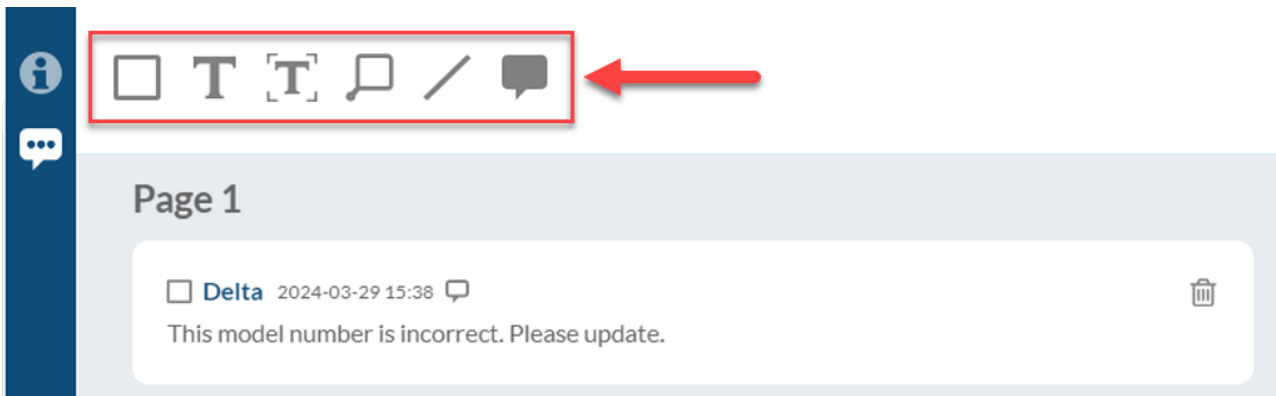 T T
Page 1
Delta 2024-03-29 15:38
This model number is incorrect. Please update.